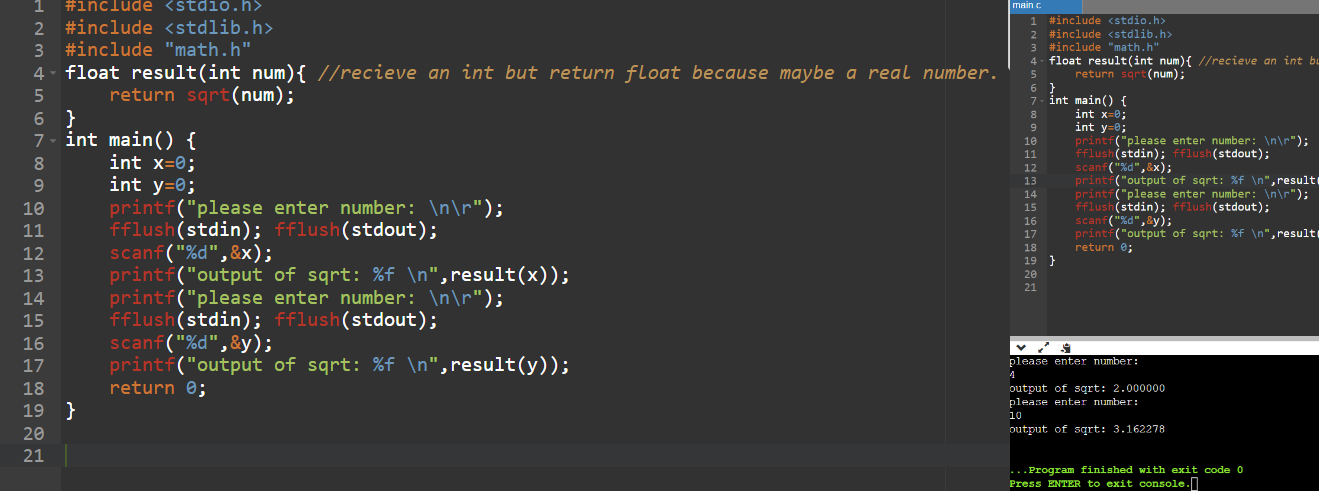 1 #include <stdio.h>
2 #include <stdlib.h>
3 #include "math.h"
4 float result(int num){ //recieve an int but return float because maybe a real number.
5 return sqrt(num);
6 }
7 int main() {
8 int x=0;
9 int y=0;
10 printf("please enter number: \n\r");
11 fflush(stdin); fflush(stdout);
12 scanf("%d",&x);
13 printf("output of sqrt: %f \n",result(x));
14 printf("please enter number: \n\r");
15 fflush(stdin); fflush(stdout);
16 scanf("%d",&y);
17 printf("output of sqrt: %f \n",result(y));
18 return 0;
19 }
20
21
main c
1 #include <stdio.h>
2 #include <stdlib.h>
3 #include "math.h"
4 float result(int num){ //recieve an int bu
5 return sqrt(num);
6 }
7 int main() {
8 int x=0;
9 int y=0;
10 printf("please enter number: \n\r");
11 fflush(stdin); fflush(stdout);
12 scanf("%d",&x);
13 printf("output of sqrt: %f \n",result(
14 printf("please enter number: \n\r");
15 fflush(stdin); fflush(stdout);
16 scanf("%d",&y);
17 printf("output of sqrt: %f \n",result(
18 return 0;
19 }
20
21
please enter number:
4
output of sqrt: 2.000000
please enter number:
10
output of sqrt: 3.162278
...Program finished with exit code 0
Press ENTER to exit console.